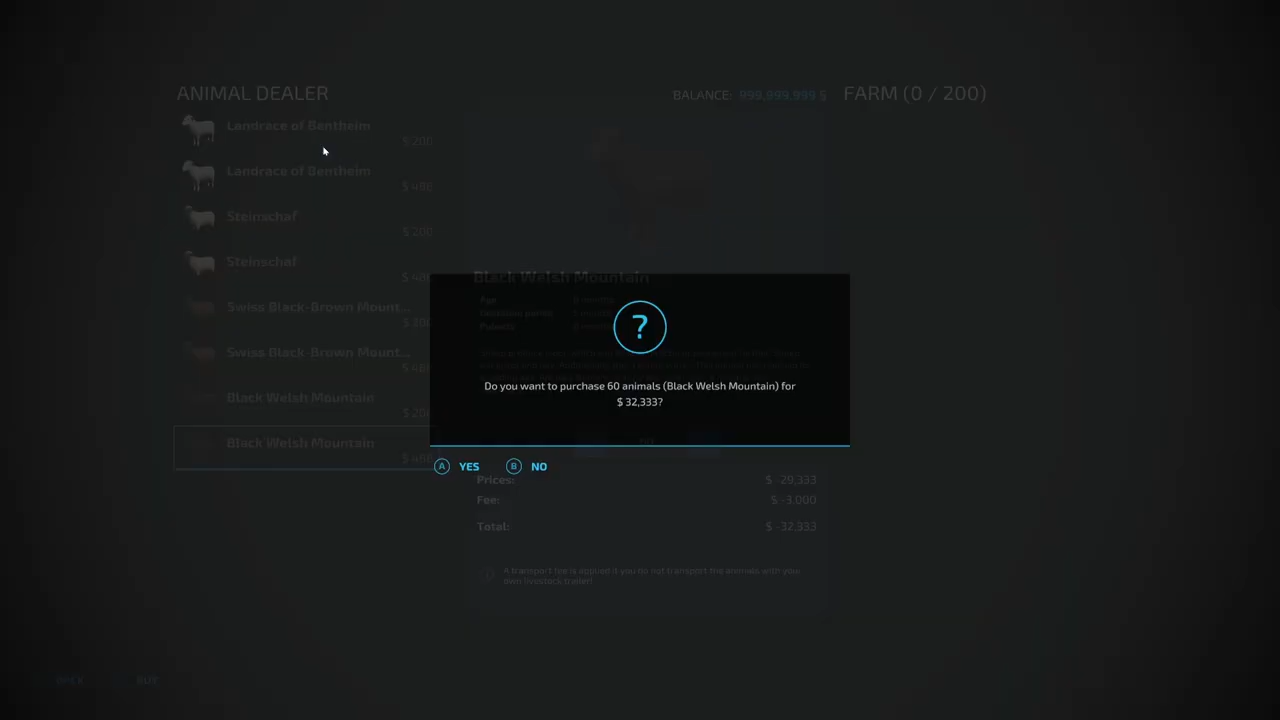 ANIMAL DEALER
BALANCE: 999,999,999 $
FARM (0 / 200)
Landrace of Bentheim
$ 200
Landrace of Bentheim
$ 496
Steinschaf
$ 200
Steinschaf
Swiss Black-Brown Mount...
Swiss Black-Brown Mount...
Black Welsh Mountain
Black Welsh Mountain
Black Welsh Mountain
Age
?
Do you want to purchase 60 animals (Black Welsh Mountain) for
$ 32,333?
A YES B NO
Prices: $ -29,333
Fee: $ -3,000
Total: $ -32,333
A transport fee is applied if you do not transport the animals with your
own livestock trailer!
BACK BUY